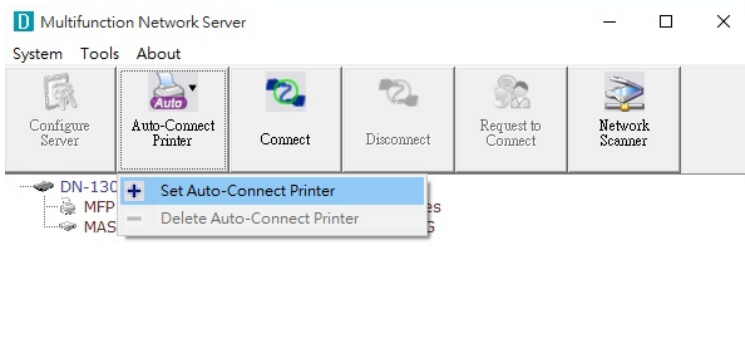 D Multifunction Network Server
System Tools About
Configure Server
Auto
Auto-Connect Printer
Connect
Disconnect
Request to Connect
Network Scanner
DN-130
Set Auto-Connect Printer
MFP
Delete Auto-Connect Printer
MAS